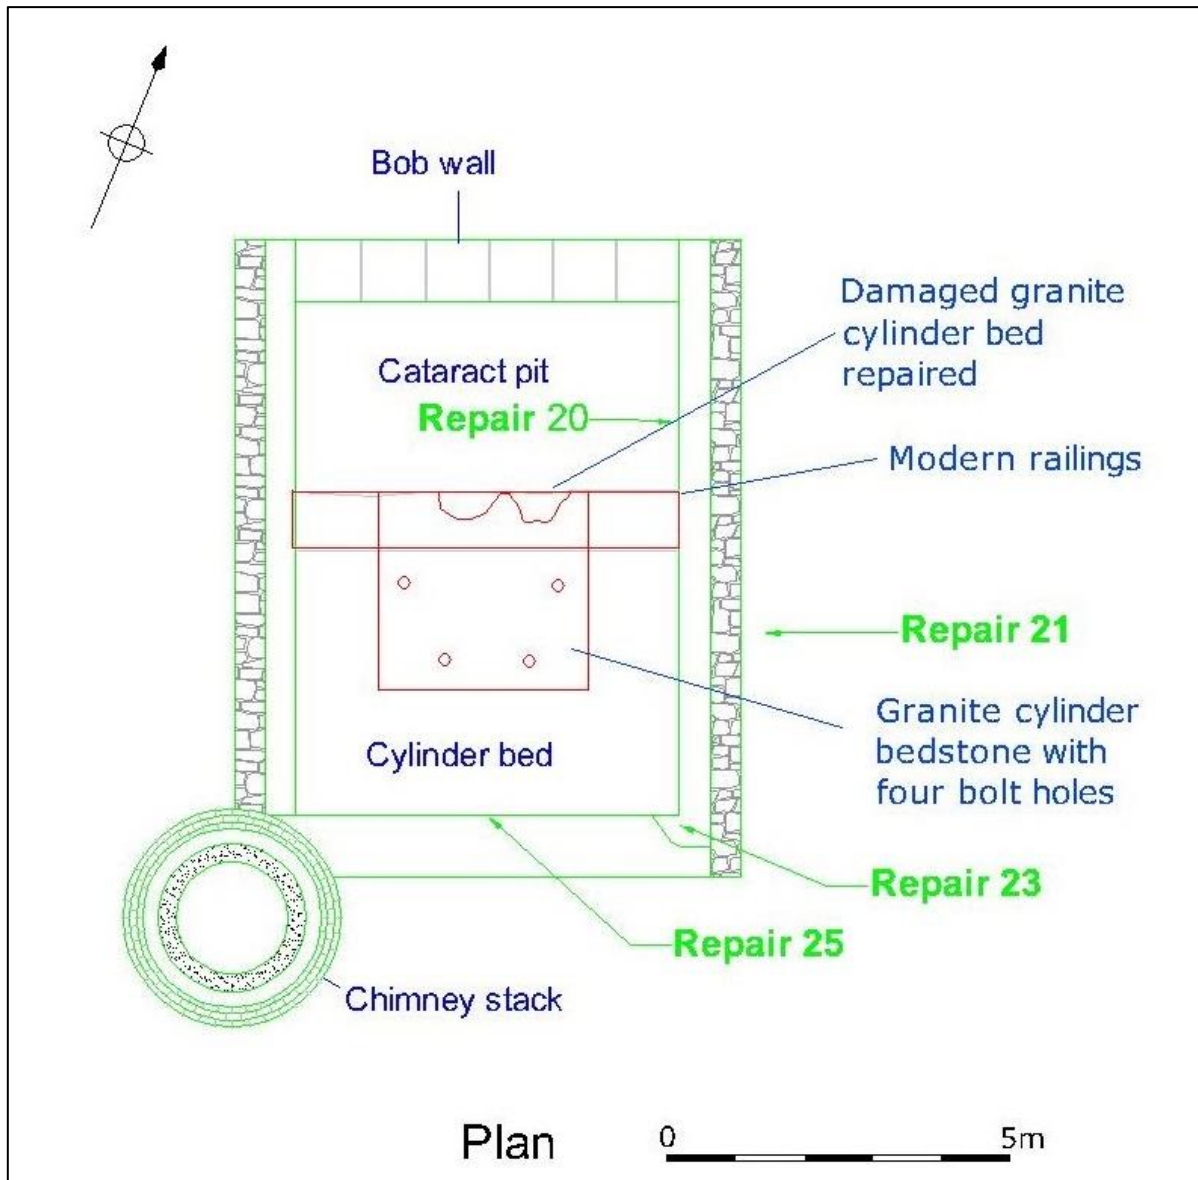 Bob wall
Damaged granite
cylinder bed
repaired
Cataract pit
Repair 20
Modern railings
Repair 21
Granite cylinder
bedstone with
four bolt holes
Cylinder bed
Repair 23
Repair 25
Chimney stack
Plan
0 5m